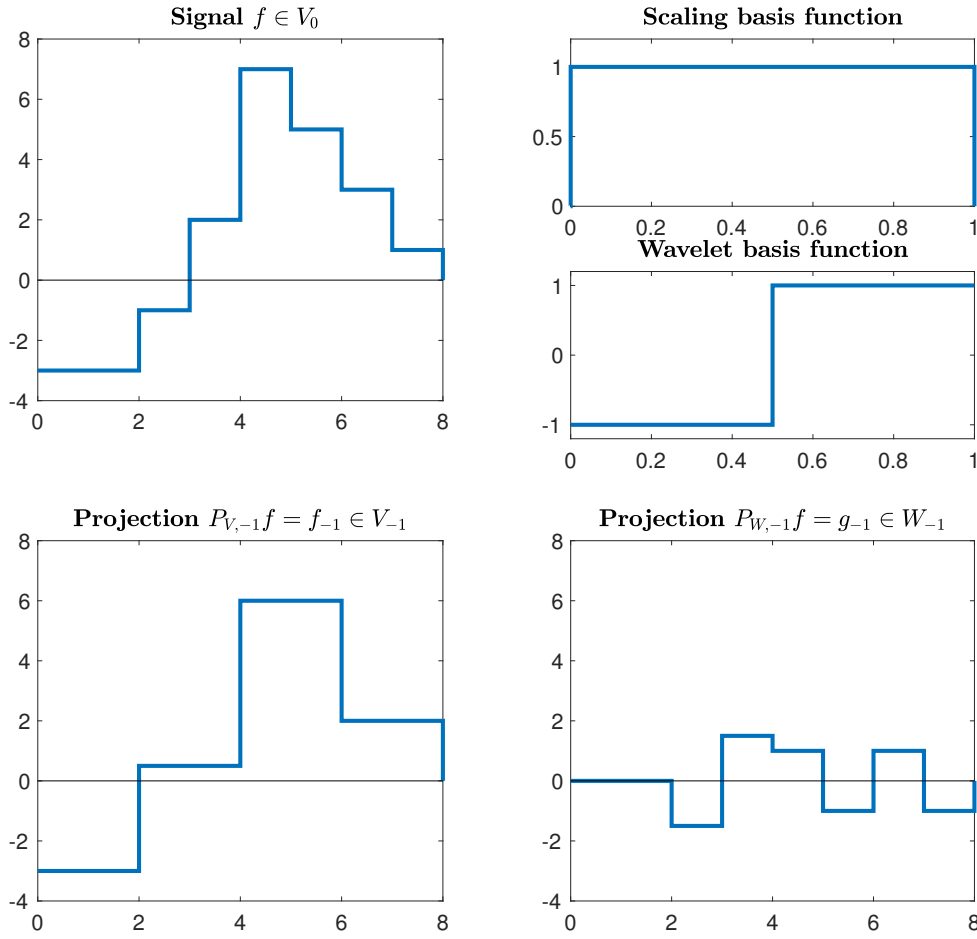 Signal f ∈ V₀
8
6
4
2
0
-2
-4
0 2 4 6 8
Scaling basis function
1
0.5
0
0 0.2 0.4 0.6 0.8 1
Wavelet basis function
1
0
-1
0 0.2 0.4 0.6 0.8 1
Projection P_{V,−1}f = f_{−1} ∈ V_{−1}
8
6
4
2
0
-2
-4
0 2 4 6 8
Projection P_{W,−1}f = g_{−1} ∈ W_{−1}
8
6
4
2
0
-2
-4
0 2 4 6 8